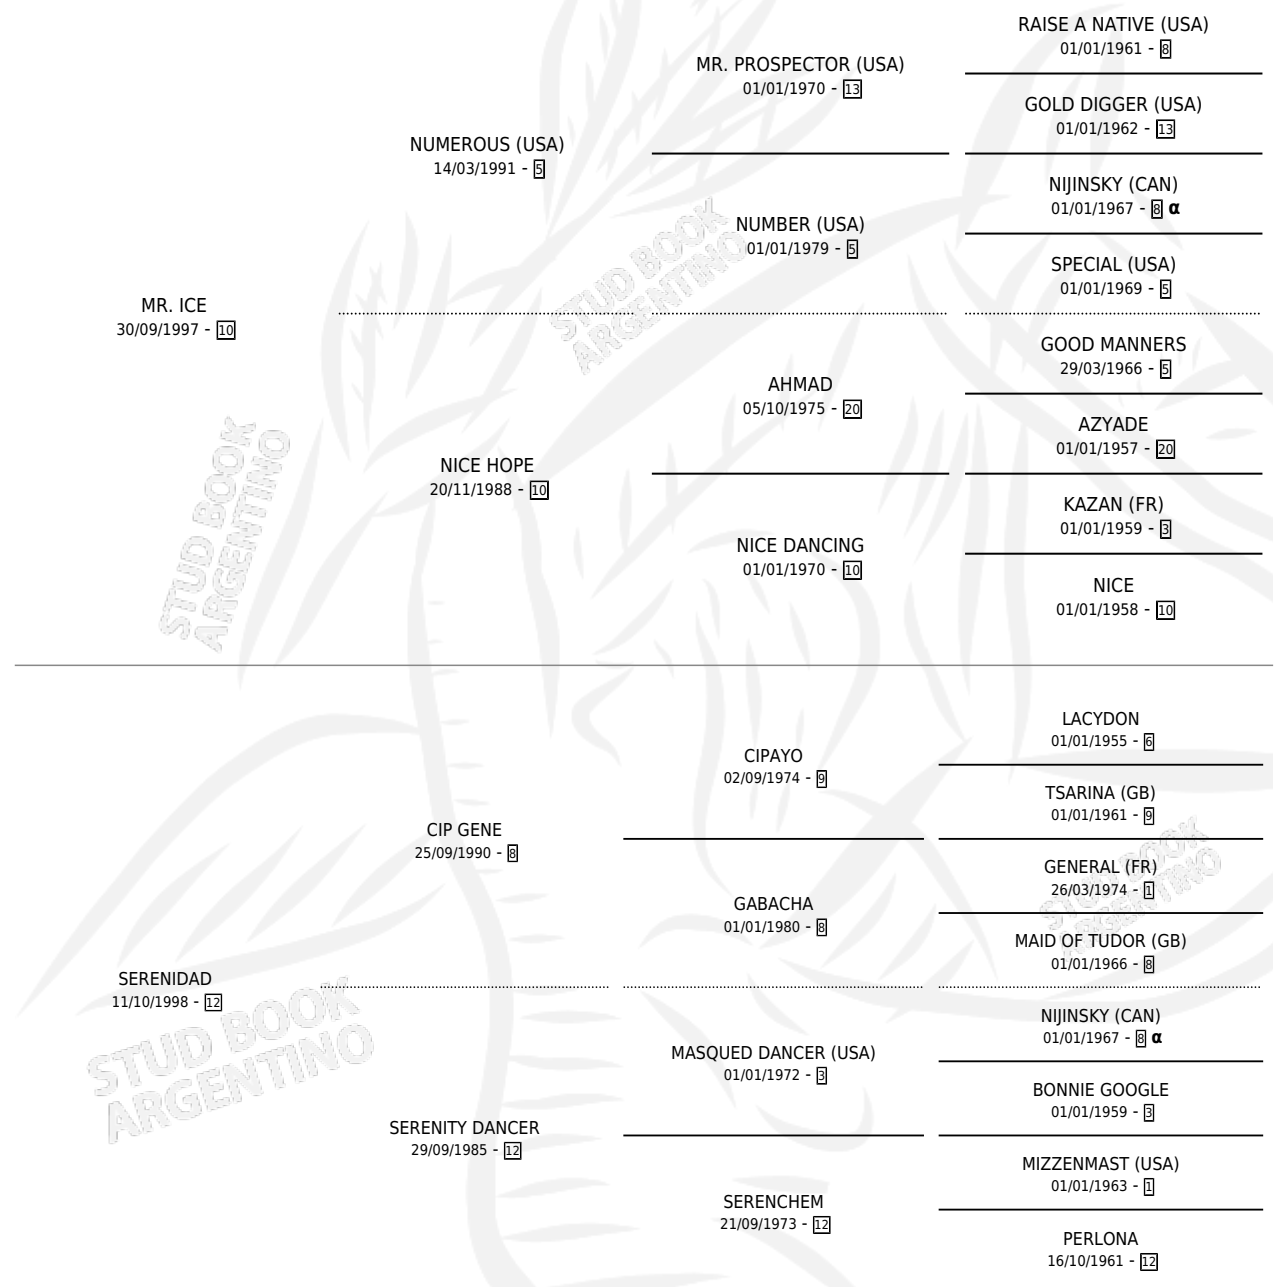 RAISE A NATIVE (USA)
01/01/1961 - 8
MR. PROSPECTOR (USA)
01/01/1970 - 13
GOLD DIGGER (USA)
01/01/1962 - 13
NUMEROUS (USA)
14/03/1991 - 5
NIJINSKY (CAN)
01/01/1967 - 8 α
NUMBER (USA)
01/01/1979 - 5
SPECIAL (USA)
01/01/1969 - 5
MR. ICE
30/09/1997 - 10
GOOD MANNERS
29/03/1966 - 5
AHMAD
05/10/1975 - 20
AZYADE
01/01/1957 - 20
NICE HOPE
20/11/1988 - 10
KAZAN (FR)
01/01/1959 - 3
NICE DANCING
01/01/1970 - 10
NICE
01/01/1958 - 10
STUD BOOK
ARGENTINO
STUD BOOK
ARGENTINO
LACYDON
01/01/1955 - 6
CIPAYO
02/09/1974 - 9
TSARINA (GB)
01/01/1961 - 9
CIP GENE
25/09/1990 - 8
GENERAL (FR)
26/03/1974 - 1
GABACHA
01/01/1980 - 8
MAID OF TUDOR (GB)
01/01/1966 - 8
SERENIDAD
11/10/1998 - 12
NIJINSKY (CAN)
01/01/1967 - 8 α
MASQUED DANCER (USA)
01/01/1972 - 3
BONNIE GOOGLE
01/01/1959 - 3
SERENITY DANCER
29/09/1985 - 12
MIZZENMAST (USA)
01/01/1963 - 1
SERENCHEM
21/09/1973 - 12
PERLONA
16/10/1961 - 12
STUD BOOK
ARGENTINO
STUD BOOK
ARGENTINO